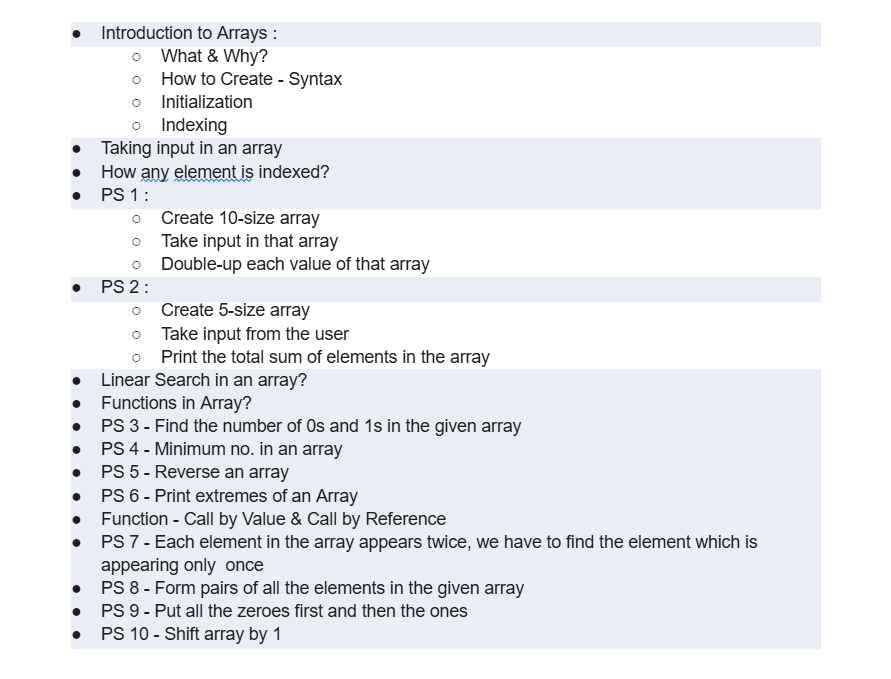 ● Introduction to Arrays :
○ What & Why?
○ How to Create - Syntax
○ Initialization
○ Indexing
● Taking input in an array
● How any element is indexed?
● PS 1 :
○ Create 10-size array
○ Take input in that array
○ Double-up each value of that array
● PS 2 :
○ Create 5-size array
○ Take input from the user
○ Print the total sum of elements in the array
● Linear Search in an array?
● Functions in Array?
● PS 3 - Find the number of 0s and 1s in the given array
● PS 4 - Minimum no. in an array
● PS 5 - Reverse an array
● PS 6 - Print extremes of an Array
● Function - Call by Value & Call by Reference
● PS 7 - Each element in the array appears twice, we have to find the element which is
appearing only  once
● PS 8 - Form pairs of all the elements in the given array
● PS 9 - Put all the zeroes first and then the ones
● PS 10 - Shift array by 1